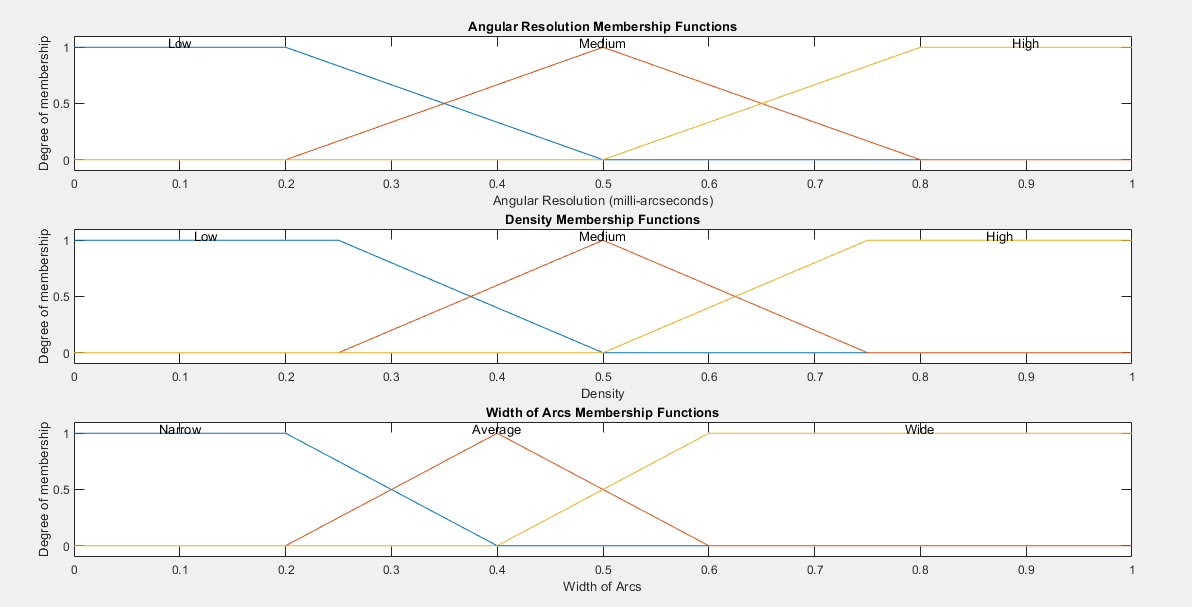 Angular Resolution Membership Functions
Degree of membership
1
0.5
0
Low
Medium
High
0 0.1 0.2 0.3 0.4 0.5 0.6 0.7 0.8 0.9 1
Angular Resolution (milli-arcseconds)
Density Membership Functions
Degree of membership
1
0.5
0
Low
Medium
High
0 0.1 0.2 0.3 0.4 0.5 0.6 0.7 0.8 0.9 1
Density
Width of Arcs Membership Functions
Degree of membership
1
0.5
0
Narrow
Average
Wide
0 0.1 0.2 0.3 0.4 0.5 0.6 0.7 0.8 0.9 1
Width of Arcs